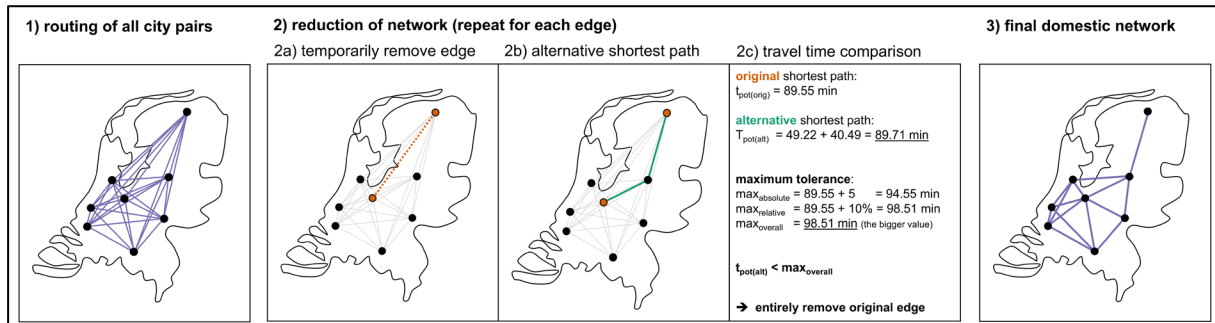 1) routing of all city pairs
2) reduction of network (repeat for each edge)
2a) temporarily remove edge
2b) alternative shortest path
2c) travel time comparison
original shortest path:
tpot(orig) = 89.55 min
alternative shortest path:
Tpot(alt) = 49.22 + 40.49 = 89.71 min
maximum tolerance:
maxabsolute = 89.55 + 5 = 94.55 min
maxrelative = 89.55 + 10% = 98.51 min
maxoverall = 98.51 min (the bigger value)
tpot(alt) < maxoverall
➔ entirely remove original edge
3) final domestic network